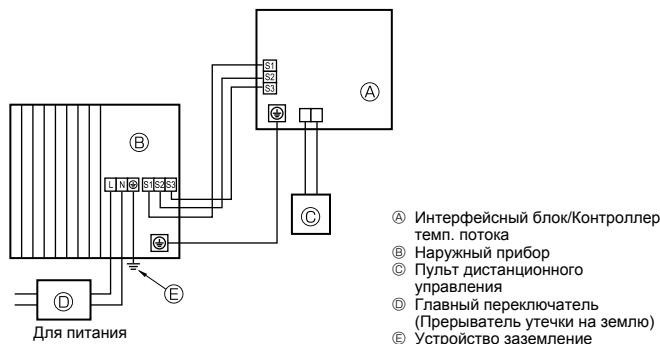 S1
S2
S3
Ⓐ
Ⓑ
L N S1 S2 S3
Ⓒ
Ⓓ
Ⓔ
Для питания
Ⓐ Интерфейсный блок/Контроллер
темп. потока
Ⓑ Наружный прибор
Ⓒ Пульт дистанционного
управления
Ⓓ Главный переключатель
(Прерыватель утечки на землю)
Ⓔ Устройство заземление